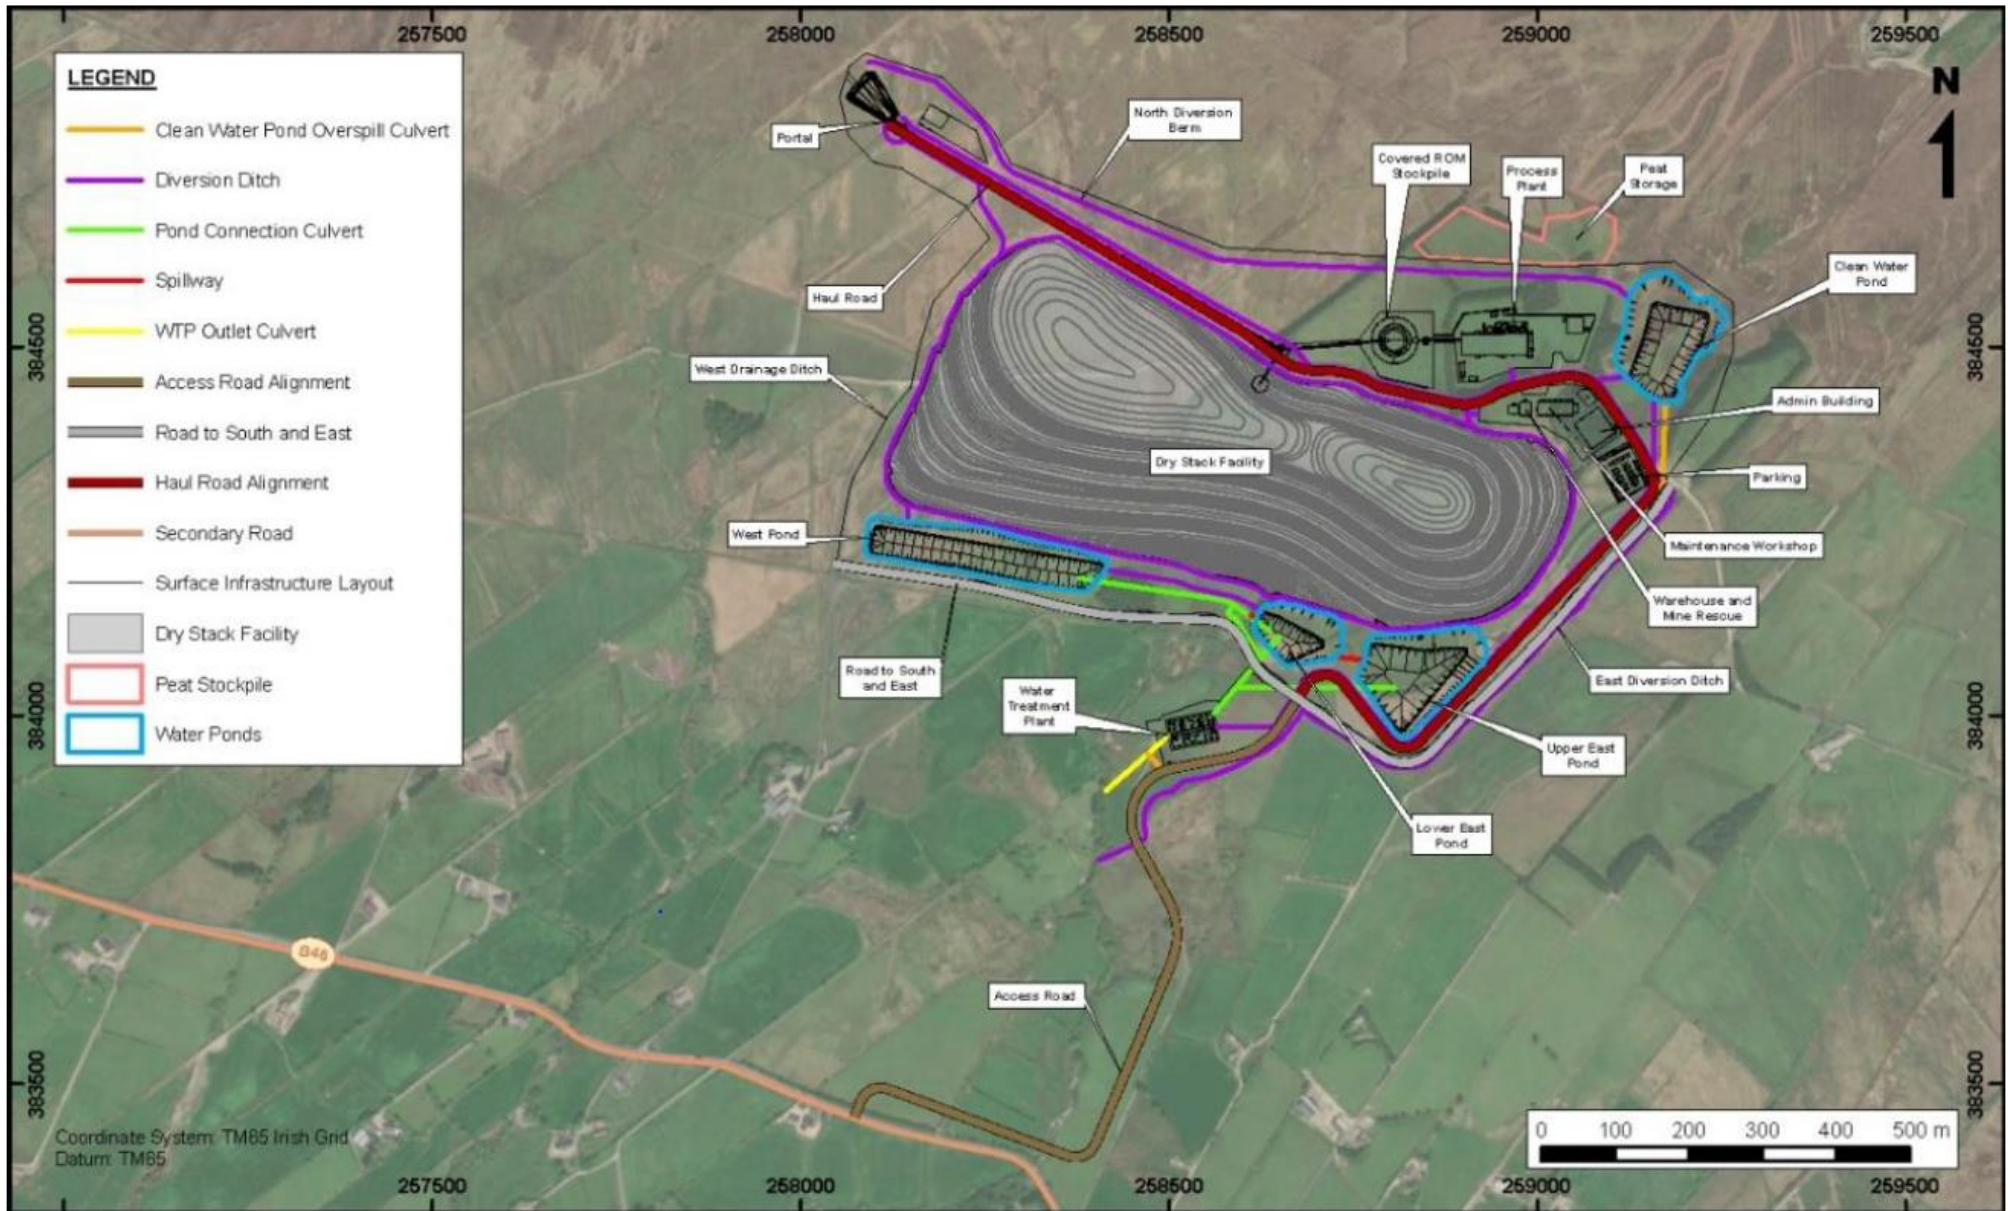 257500
258000
258500
259000
259500
LEGEND
Clean Water Pond Overspill Culvert
Diversion Ditch
Pond Connection Culvert
Spillway
WTP Outlet Culvert
Access Road Alignment
Road to South and East
Haul Road Alignment
Secondary Road
Surface Infrastructure Layout
Dry Stack Facility
Peat Stockpile
Water Ponds
N
Portal
North Diversion
Berm
Covered ROM
Stockpile
Process
Plant
Peat
Storage
Clean Water
Pond
Haul Road
384500
384500
West Drainage Ditch
Admin Building
Dry Stack Facility
Parking
West Pond
Maintenance Workshop
Warehouse and
Mine Rescue
Road to South
and East
Water
Treatment
Plant
East Diversion Ditch
384000
384000
Upper East
Pond
Lower East
Pond
B46
Access Road
383500
383500
Coordinate System: TM65 Irish Grid
Datum: TM65
0 100 200 300 400 500 m
257500
258000
258500
259000
259500